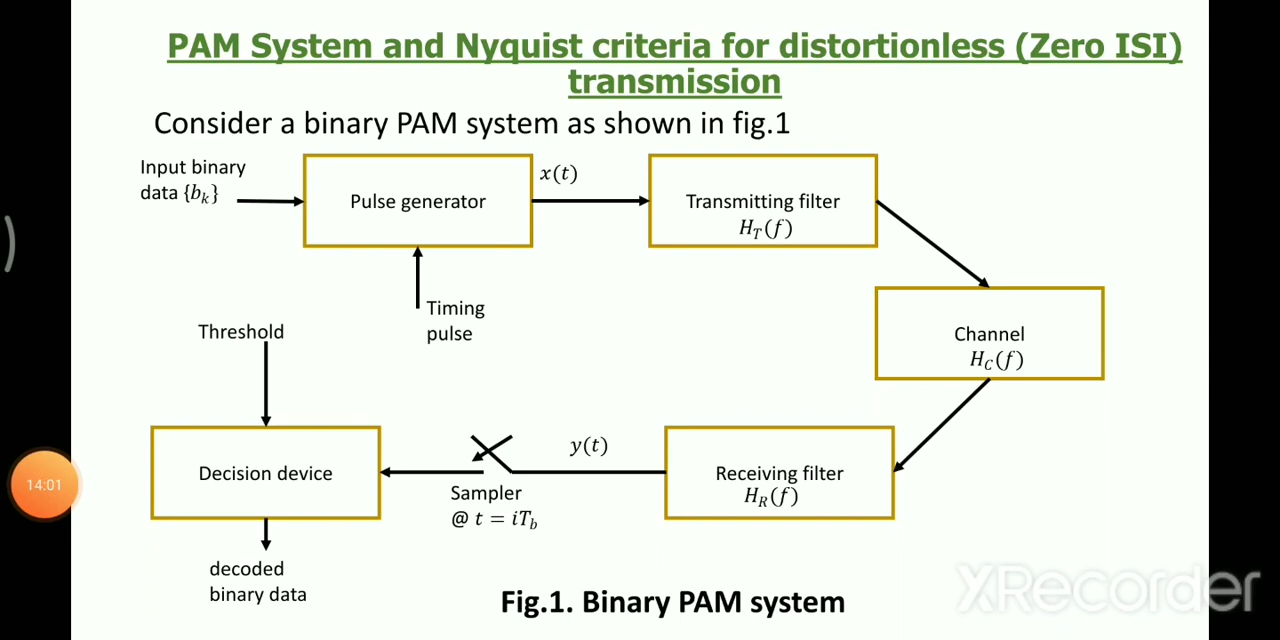 PAM System and Nyquist criteria for distortionless (Zero ISI)
transmission
Consider a binary PAM system as shown in fig.1
Input binary
data {bₖ}
Pulse generator
x(t)
Transmitting filter
H_T(f)
Timing
pulse
Channel
H_C(f)
Threshold
Decision device
y(t)
Sampler
@ t = iT_b
Receiving filter
H_R(f)
14:01
decoded
binary data
Fig.1. Binary PAM system
XRecorder